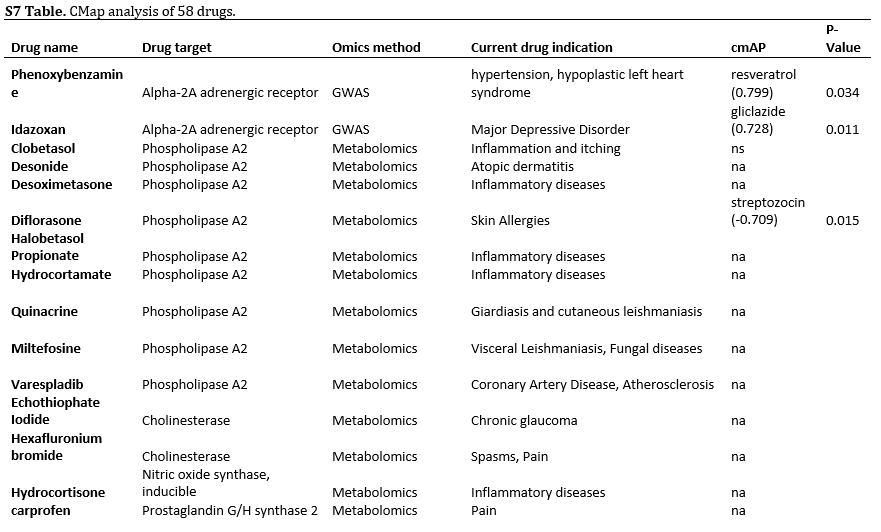 S7 Table. CMap analysis of 58 drugs.
Drug name Drug target Omics method Current drug indication cmAP P-
Value
Phenoxybenzamin
e Alpha-2A adrenergic receptor GWAS hypertension, hypoplastic left heart
syndrome resveratrol
(0.799) 0.034
Idazoxan Alpha-2A adrenergic receptor GWAS Major Depressive Disorder gliclazide
(0.728) 0.011
Clobetasol Phospholipase A2 Metabolomics Inflammation and itching ns
Desonide Phospholipase A2 Metabolomics Atopic dermatitis na
Desoximetasone Phospholipase A2 Metabolomics Inflammatory diseases na
Diflorasone Phospholipase A2 Metabolomics Skin Allergies streptozocin
(-0.709) 0.015
Halobetasol
Propionate Phospholipase A2 Metabolomics Inflammatory diseases na
Hydrocortamate Phospholipase A2 Metabolomics Inflammatory diseases na
Quinacrine Phospholipase A2 Metabolomics Giardiasis and cutaneous leishmaniasis na
Miltefosine Phospholipase A2 Metabolomics Visceral Leishmaniasis, Fungal diseases na
Varespladib Phospholipase A2 Metabolomics Coronary Artery Disease, Atherosclerosis na
Echothiophate
Iodide Cholinesterase Metabolomics Chronic glaucoma na
Hexafluronium
bromide Cholinesterase Metabolomics Spasms, Pain na
Hydrocortisone Nitric oxide synthase,
inducible Metabolomics Inflammatory diseases na
carprofen Prostaglandin G/H synthase 2 Metabolomics Pain na